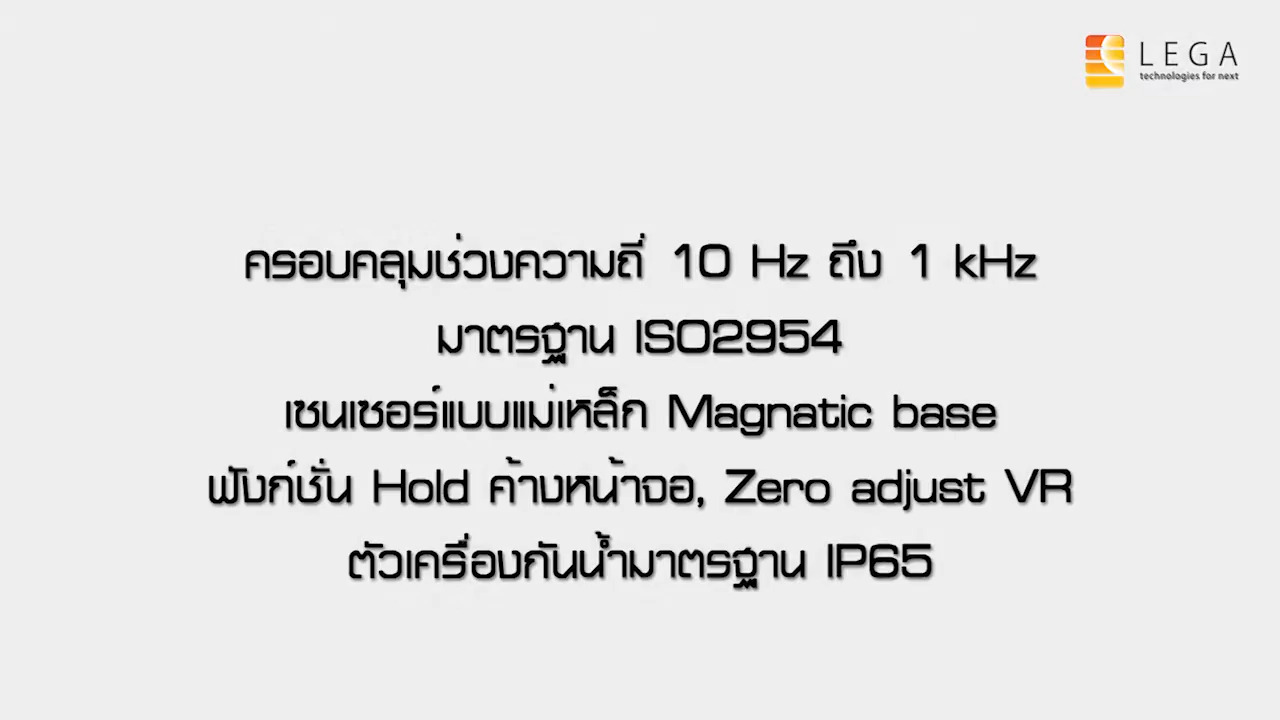 LEGA
technologies for next
ครอบคลุมช่วงความถี่ 10 Hz ถึง 1 kHz
มาตรฐาน ISO2954
เซนเซอร์แบบแม่เหล็ก Magnatic base
ฟังก์ชั่น Hold ค้างหน้าจอ, Zero adjust VR
ตัวเครื่องกันน้ำมาตรฐาน IP65